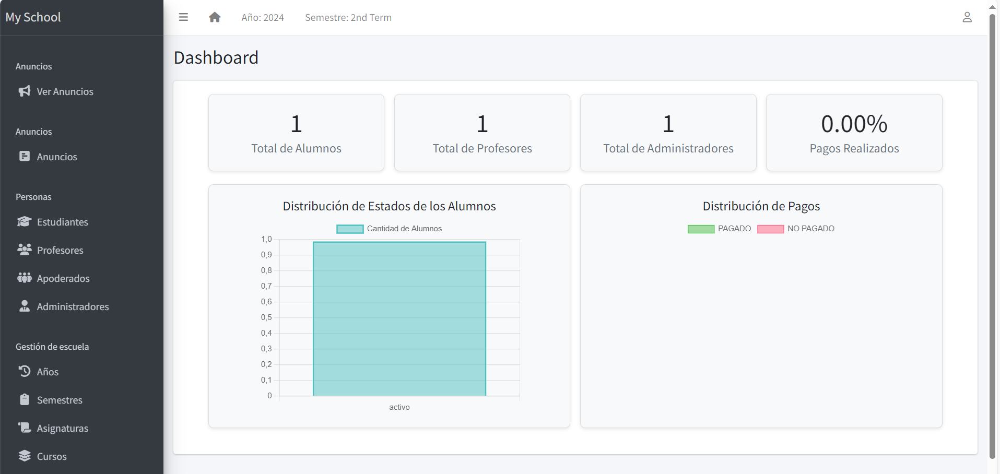 My School
Año: 2024
Semestre: 2nd Term
Anuncios
Ver Anuncios
Anuncios
Anuncios
Personas
Estudiantes
Profesores
Apoderados
Administradores
Gestión de escuela
Años
Semestres
Asignaturas
Cursos
Dashboard
1
Total de Alumnos
1
Total de Profesores
1
Total de Administradores
0.00%
Pagos Realizados
Distribución de Estados de los Alumnos
Cantidad de Alumnos
1,0
0,9
0,8
0,7
0,6
0,5
0,4
0,3
0,2
0,1
0
activo
Distribución de Pagos
PAGADO NO PAGADO